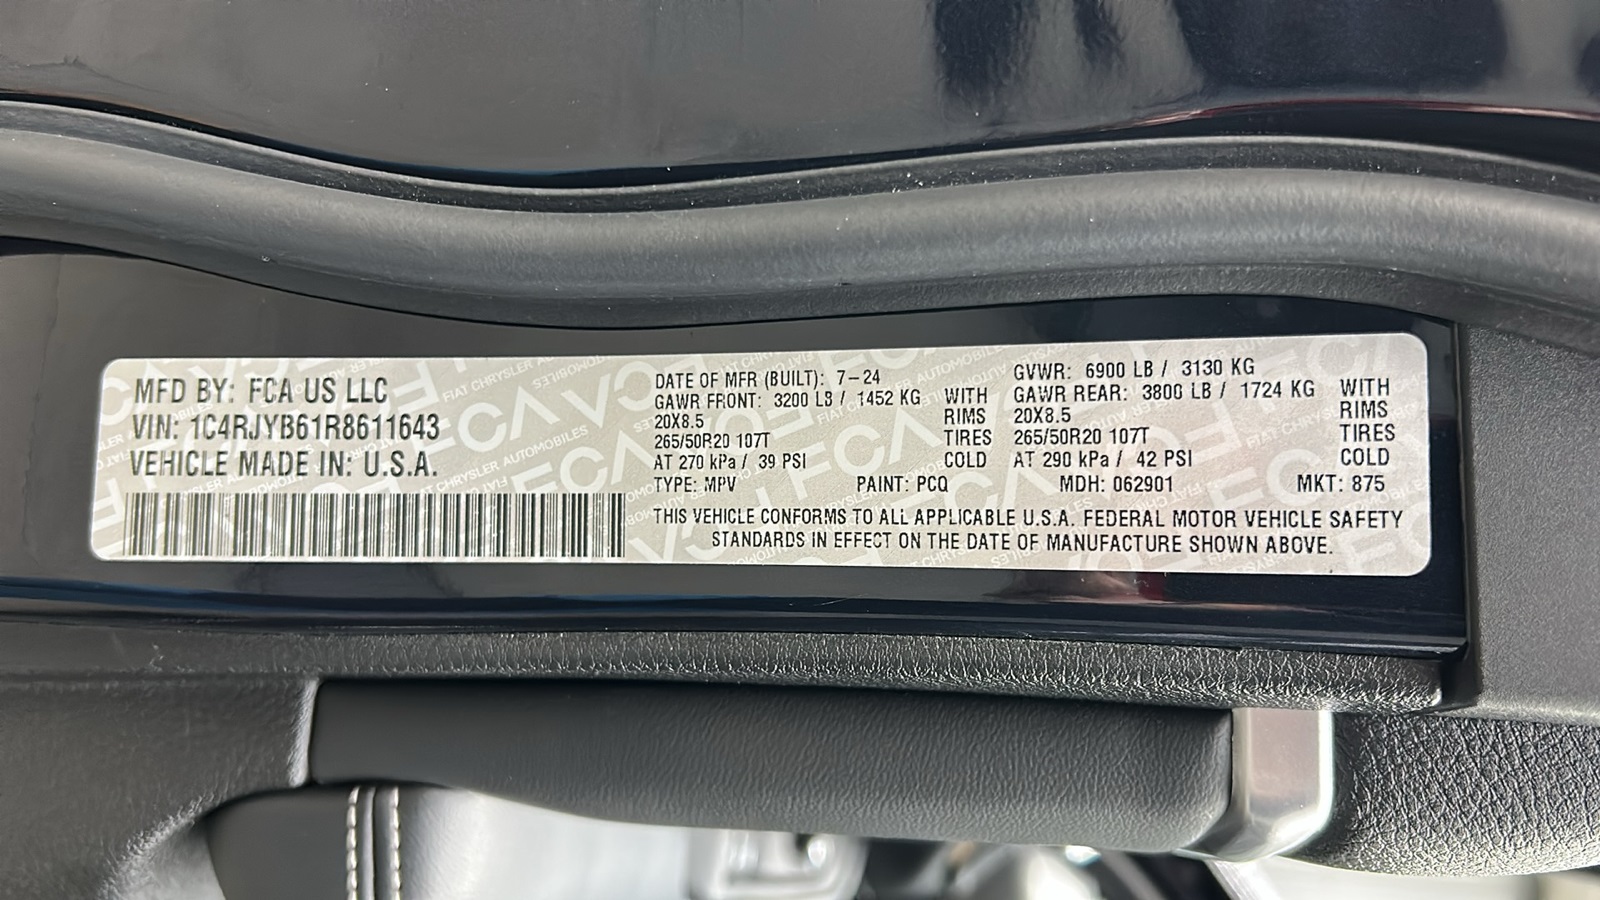 MFD BY: FCA US LLC
VIN: 1C4RJYB61R8611643
VEHICLE MADE IN: U.S.A.
DATE OF MFR (BUILT): 7-24
GAWR FRONT: 3200 LB / 1452 KG WITH
20X8.5 RIMS
265/50R20 107T TIRES
AT 270 kPa / 39 PSI COLD
GVWR: 6900 LB / 3130 KG
GAWR REAR: 3800 LB / 1724 KG WITH
20X8.5 RIMS
265/50R20 107T TIRES
AT 290 kPa / 42 PSI COLD
TYPE: MPV PAINT: PCQ MDH: 062901 MKT: 875
THIS VEHICLE CONFORMS TO ALL APPLICABLE U.S.A. FEDERAL MOTOR VEHICLE SAFETY
STANDARDS IN EFFECT ON THE DATE OF MANUFACTURE SHOWN ABOVE.